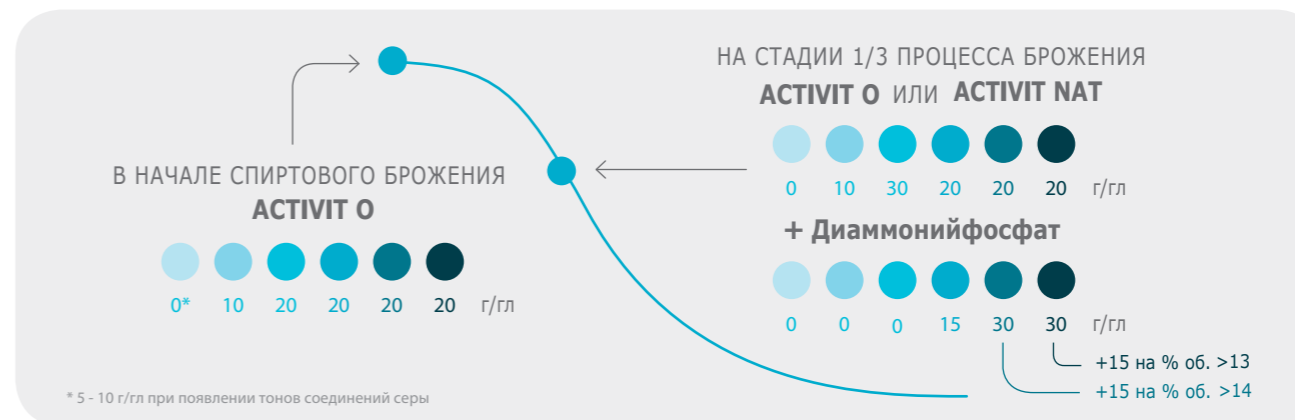 В НАЧАЛЕ СПИРТОВОГО БРОЖЕНИЯ
ACTIVIT O
0* 10 20 20 20 20 г/гл
* 5 - 10 г/гл при появлении тонов соединений серы
НА СТАДИИ 1/3 ПРОЦЕССА БРОЖЕНИЯ
ACTIVIT O ИЛИ ACTIVIT NAT
0 10 30 20 20 20 г/гл
+ Диаммонийфосфат
0 0 0 15 30 30 г/гл
+15 на % об. >13
+15 на % об. >14